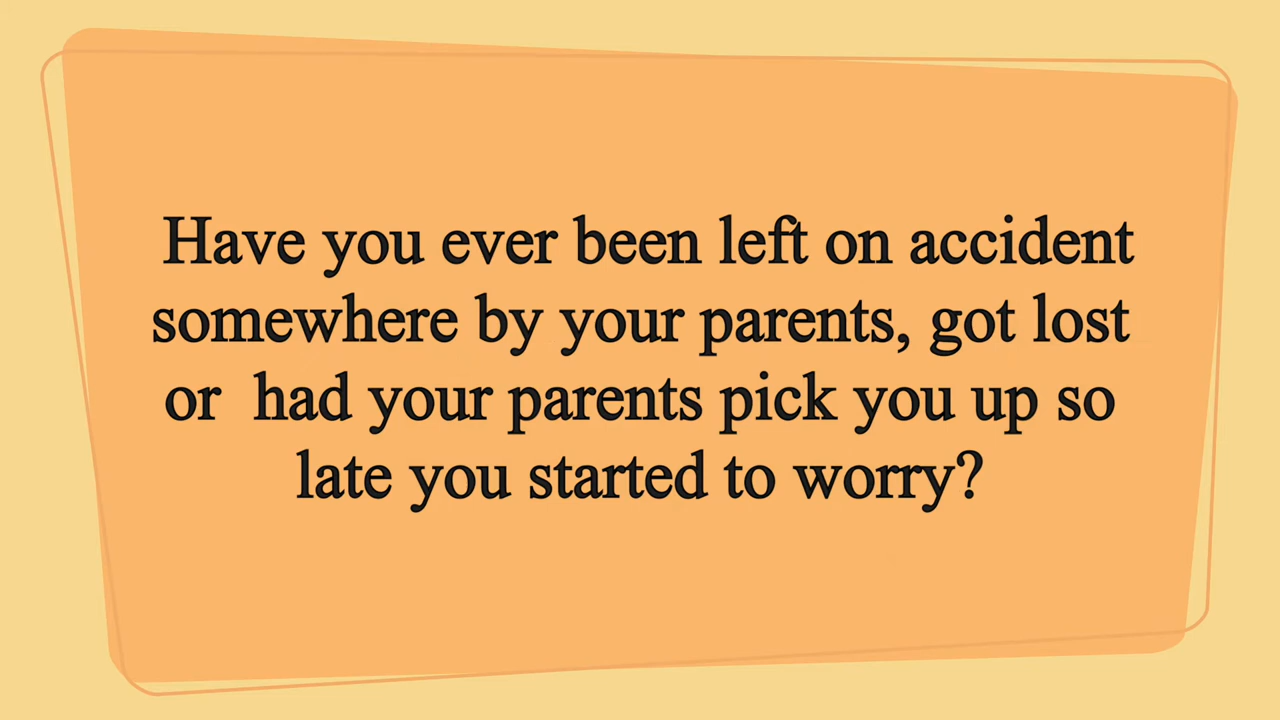 Have you ever been left on accident
somewhere by your parents, got lost
or  had your parents pick you up so
late you started to worry?